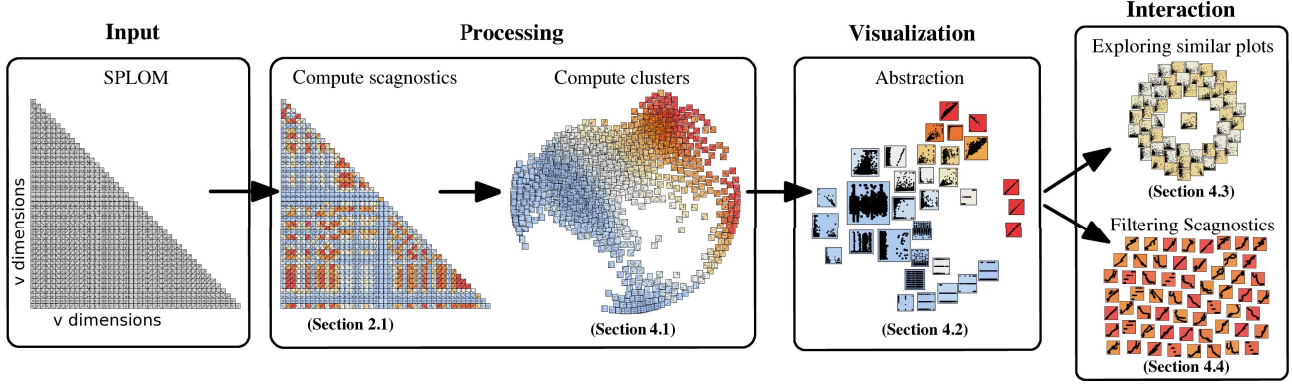 Input
SPLOM
v dimensions
v dimensions
Processing
Compute scagnostics
(Section 2.1)
Compute clusters
(Section 4.1)
Visualization
Abstraction
(Section 4.2)
Interaction
Exploring similar plots
(Section 4.3)
Filtering Scagnostics
(Section 4.4)